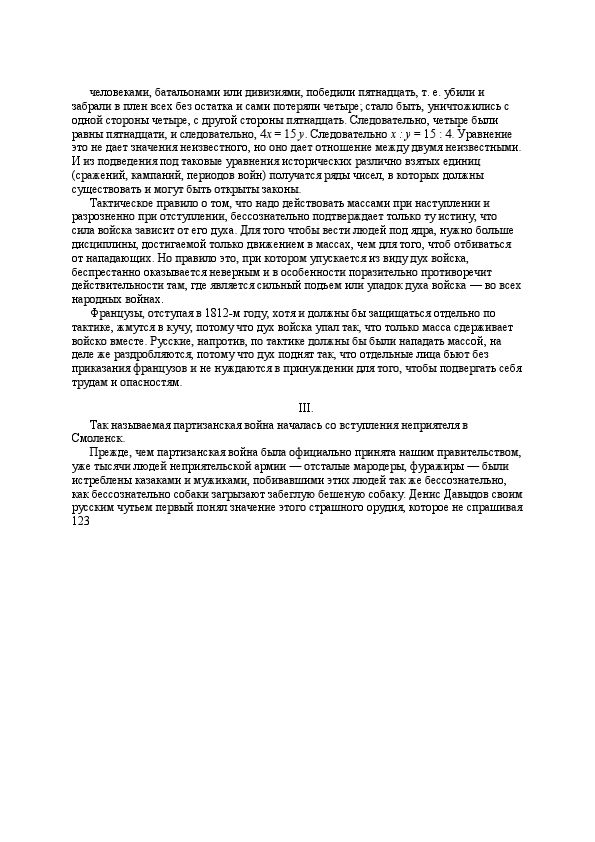 человеками, батальонами или дивизиями, победили пятнадцать, т. е. убили и
забрали в плен всех без остатка и сами потеряли четыре; стало быть, уничтожились с
одной стороны четыре, с другой стороны пятнадцать. Следовательно, четыре были
равны пятнадцати, и следовательно, 4x = 15 y. Следовательно x : y = 15 : 4. Уравнение
это не дает значения неизвестного, но оно дает отношение между двумя неизвестными.
И из подведения под таковые уравнения исторических различно взятых единиц
(сражений, кампаний, периодов войн) получатся ряды чисел, в которых должны
существовать и могут быть открыты законы.
Тактическое правило о том, что надо действовать массами при наступлении и
разрозненно при отступлении, бессознательно подтверждает только ту истину, что
сила войска зависит от его духа. Для того чтобы вести людей под ядра, нужно больше
дисциплины, достигаемой только движением в массах, чем для того, чтоб отбиваться
от нападающих. Но правило это, при котором упускается из виду дух войска,
беспрестанно оказывается неверным и в особенности поразительно противоречит
действительности там, где является сильный подъем или упадок духа войска — во всех
народных войнах.
Французы, отступая в 1812-м году, хотя и должны бы защищаться отдельно по
тактике, жмутся в кучу, потому что дух войска упал так, что только масса сдерживает
войско вместе. Русские, напротив, по тактике должны бы были нападать массой, на
деле же раздробляются, потому что дух поднят так, что отдельные лица бьют без
приказания французов и не нуждаются в принуждении для того, чтобы подвергать себя
трудам и опасностям.
III.
Так называемая партизанская война началась со вступления неприятеля в
Смоленск.
Прежде, чем партизанская война была официально принята нашим правительством,
уже тысячи людей неприятельской армии — отсталые мародеры, фуражиры — были
истреблены казаками и мужиками, побивавшими этих людей так же бессознательно,
как бессознательно собаки загрызают забеглую бешеную собаку. Денис Давыдов своим
русским чутьем первый понял значение этого страшного орудия, которое не спрашивая
123